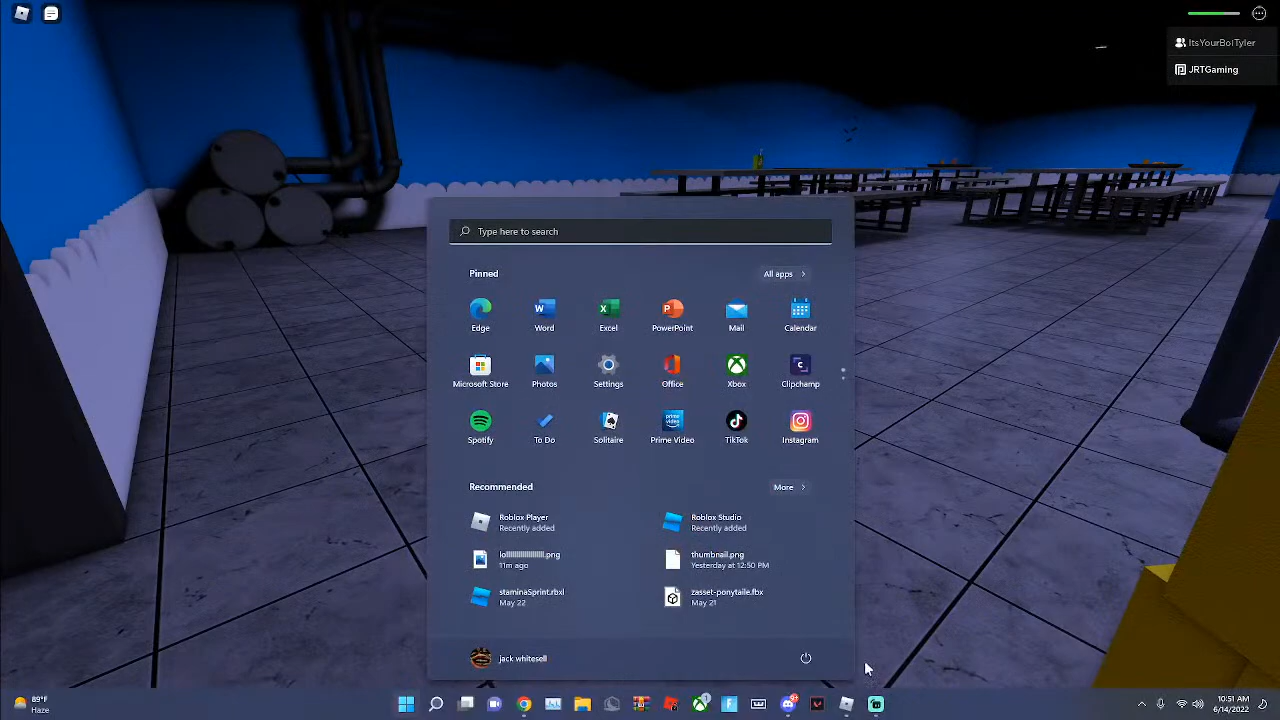 ItsYourBoiTyler
JRTGaming
Type here to search
Pinned
All apps
Edge
Word
Excel
PowerPoint
Mail
Calendar
Microsoft Store
Photos
Settings
Office
Xbox
Clipchamp
Spotify
To Do
Solitaire
Prime Video
TikTok
Instagram
Recommended
More
Roblox Player
Recently added
Roblox Studio
Recently added
11m ago
thumbnail.png
Yesterday at 12:50 PM
staminaSprint.rbxl
May 22
zasset-ponytaile.fbx
May 21
jack whitesell
89°F
Haze
10:51 AM
6/14/2022